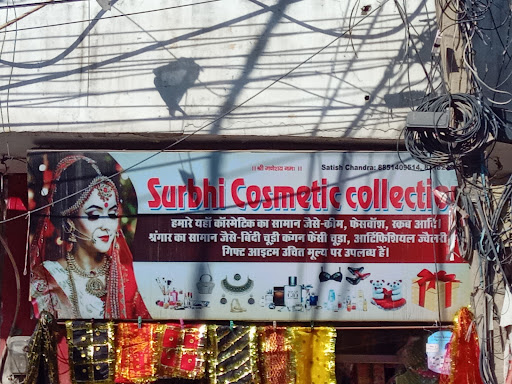 ।। श्री गणेशाय नमः ।।
Satish Chandra: 8851409614,
Surbhi Cosmetic collection
हमारे यहाँ कॉस्मेटिक का सामान जैसे-क्रीम, फेसवॉश, स्क्रब आदि।
श्रंगार का सामान जैसे-बिंदी चूड़ी कंगन फैंसी चूड़ा, आर्टिफिशियल ज्वैलरी
गिफ्ट आइटम उचित मूल्य पर उपलब्ध हैं।